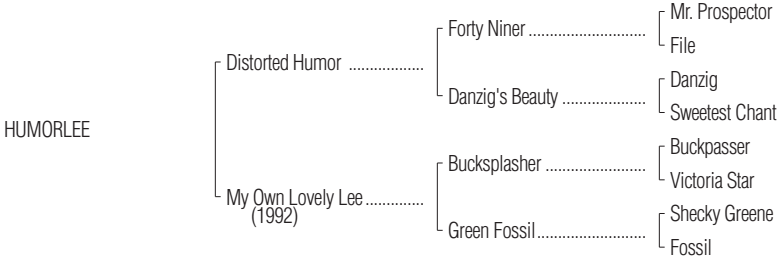 Mr. Prospector
Forty Niner ............................
File
Distorted Humor ..................
Danzig
Danzig's Beauty ....................
Sweetest Chant
HUMORLEE
Buckpasser
Bucksplasher ........................
Victoria Star
My Own Lovely Lee ..............
(1992)
Shecky Greene
Green Fossil..........................
Fossil